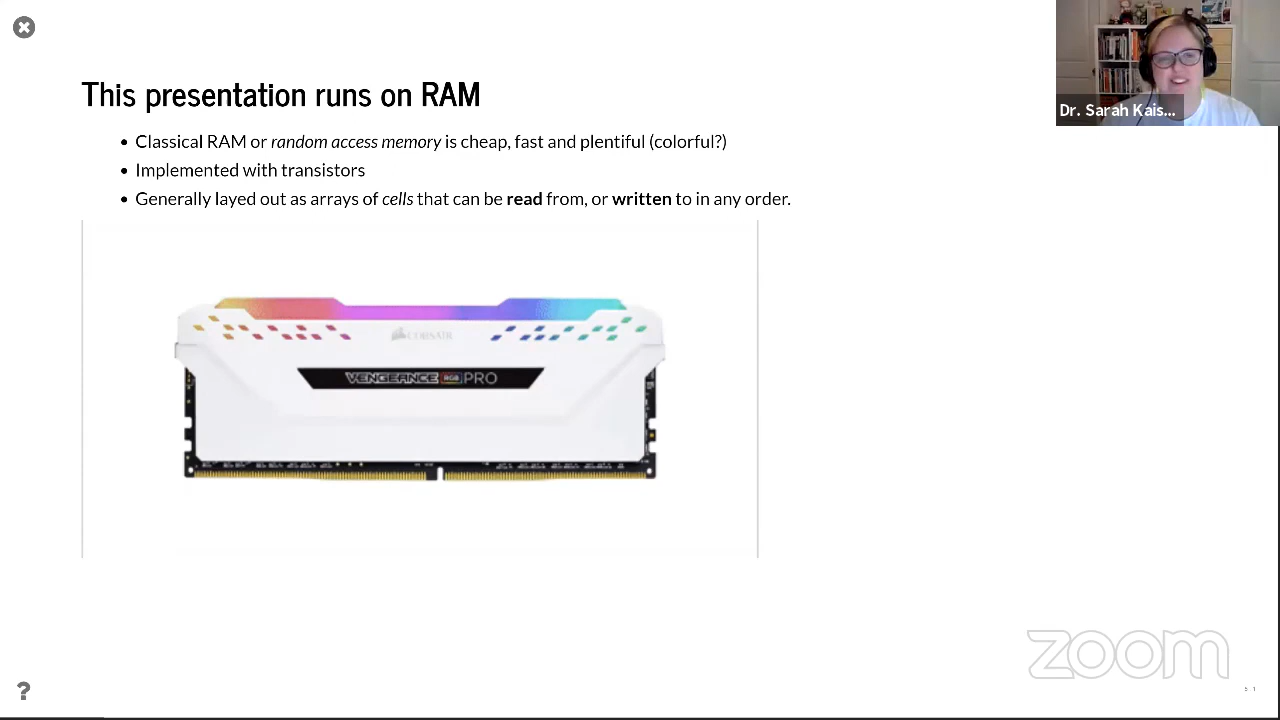 This presentation runs on RAM
Dr. Sarah Kais...
• Classical RAM or random access memory is cheap, fast and plentiful (colorful?)
• Implemented with transistors
• Generally layed out as arrays of cells that can be read from, or written to in any order.
CORSAIR
VENGEANCE RGB PRO
zoom
?
5 1